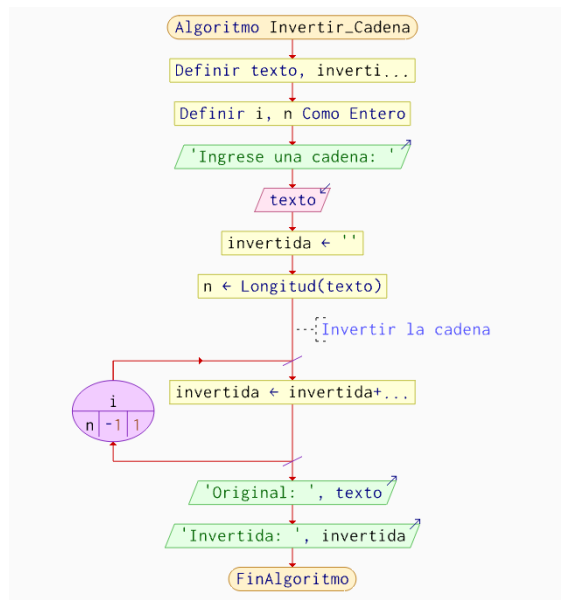 Algoritmo Invertir_Cadena
Definir texto, inverti...
Definir i, n Como Entero
'Ingrese una cadena: '
texto
invertida ← ''
n ← Longitud(texto)
Invertir la cadena
i
n -1 1
invertida ← invertida+...
'Original: ', texto
'Invertida: ', invertida
FinAlgoritmo